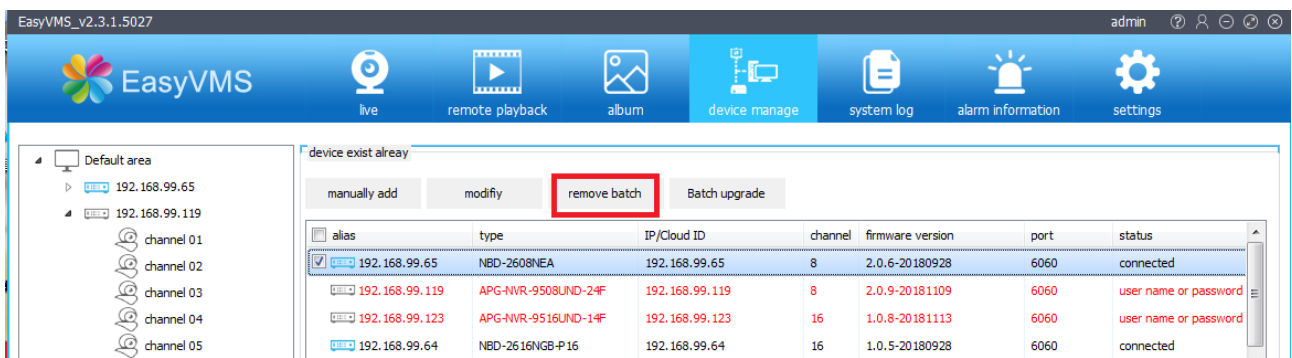 EasyVMS_v2.3.1.5027 admin
EasyVMS
live remote playback album device manage system log alarm information settings
Default area
192.168.99.65
192.168.99.119
channel 01
channel 02
channel 03
channel 04
channel 05
device exist alreay
manually add modifiy remove batch Batch upgrade
alias type IP/Cloud ID channel firmware version port status
192.168.99.65 NBD-2608NEA 192.168.99.65 8 2.0.6-20180928 6060 connected
192.168.99.119 APG-NVR-9508UND-24F 192.168.99.119 8 2.0.9-20181109 6060 user name or password
192.168.99.123 APG-NVR-9516UND-14F 192.168.99.123 16 1.0.8-20181113 6060 user name or password
192.168.99.64 NBD-2616NGB-P16 192.168.99.64 16 1.0.5-20180928 6060 connected